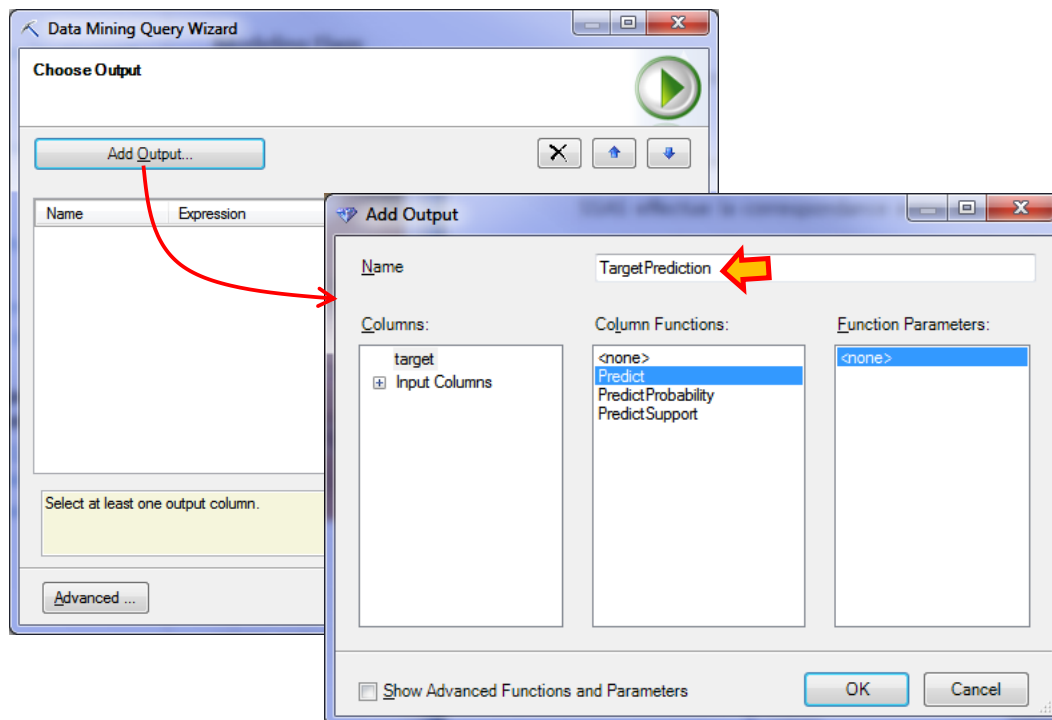 Data Mining Query Wizard
Choose Output
Add Output...
Name Expression
Select at least one output column.
Advanced ...
Add Output
Name TargetPrediction
Columns: Column Functions: Function Parameters:
target <none> <none>
Input Columns Predict
PredictProbability
PredictSupport
Show Advanced Functions and Parameters OK Cancel